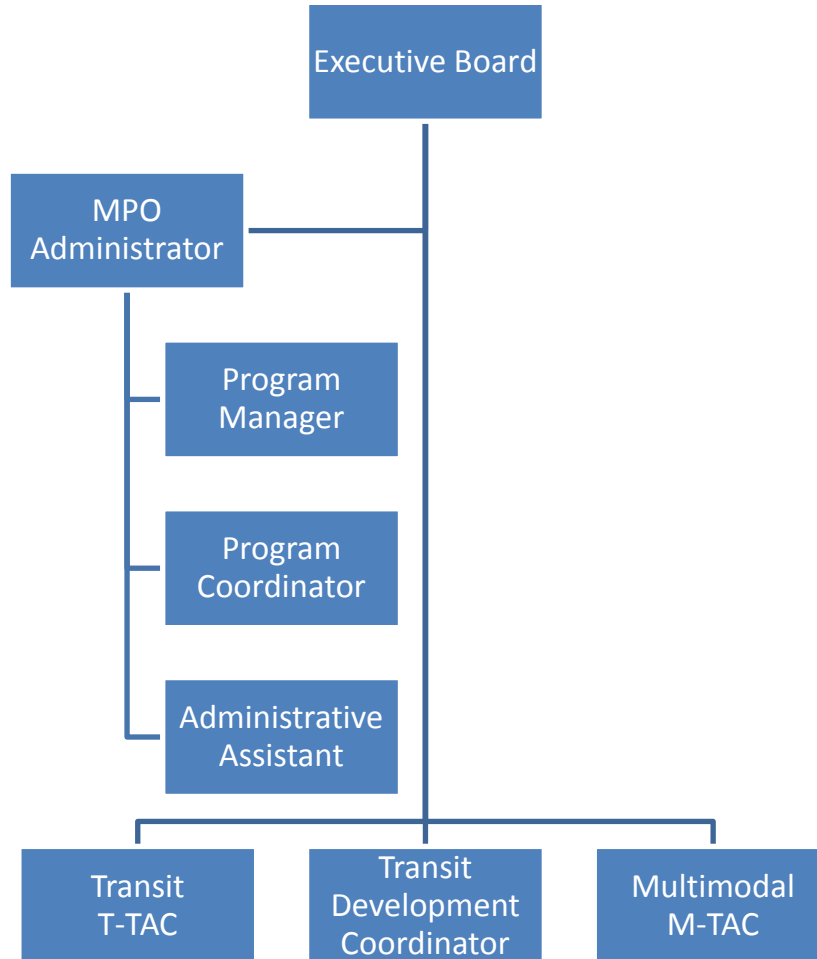 Executive Board
MPO
Administrator
Program
Manager
Program
Coordinator
Administrative
Assistant
Transit
T-TAC
Transit
Development
Coordinator
Multimodal
M-TAC